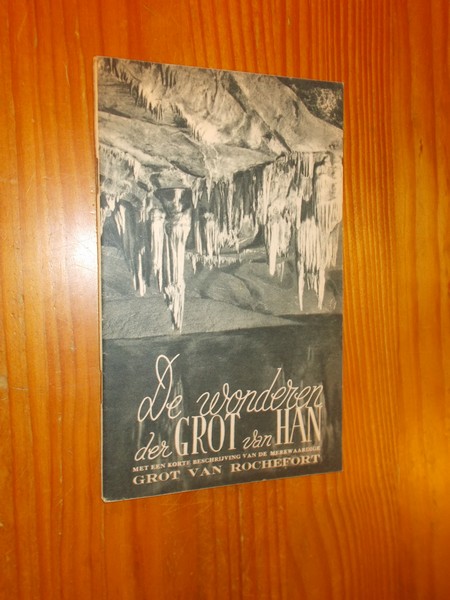 De wonderen
der GROT van HAN
MET EEN KORTE BESCHRIJVING VAN DE MERKWAARDIGE
GROT VAN ROCHEFORT